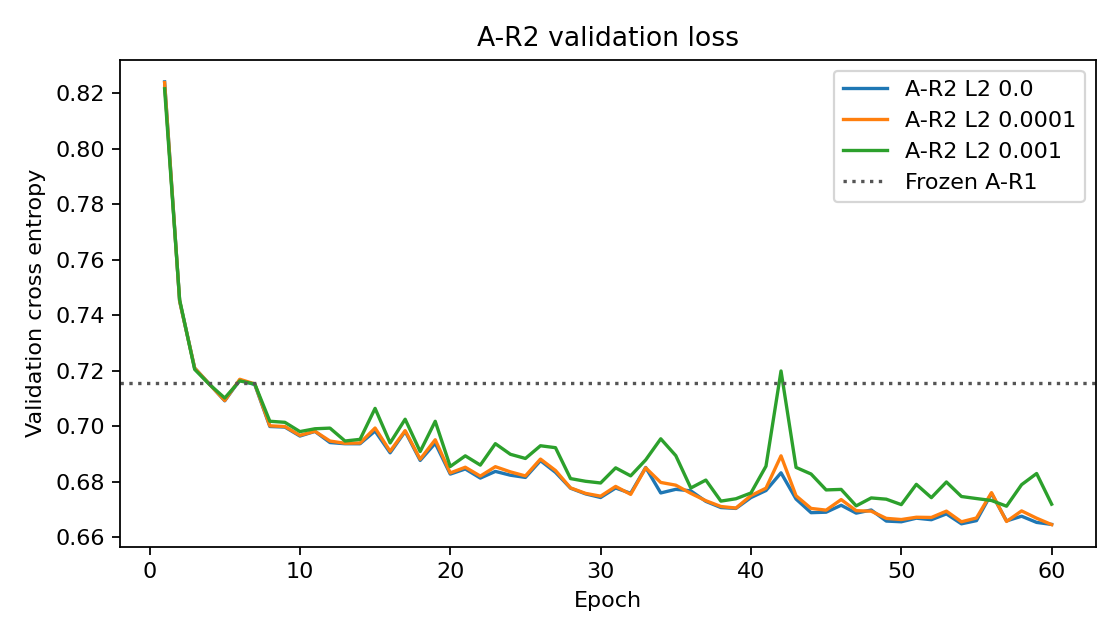 A-R2 validation loss
A-R2 L2 0.0
A-R2 L2 0.0001
A-R2 L2 0.001
Frozen A-R1
Validation cross entropy
0.82
0.80
0.78
0.76
0.74
0.72
0.70
0.68
0.66
0 10 20 30 40 50 60
Epoch